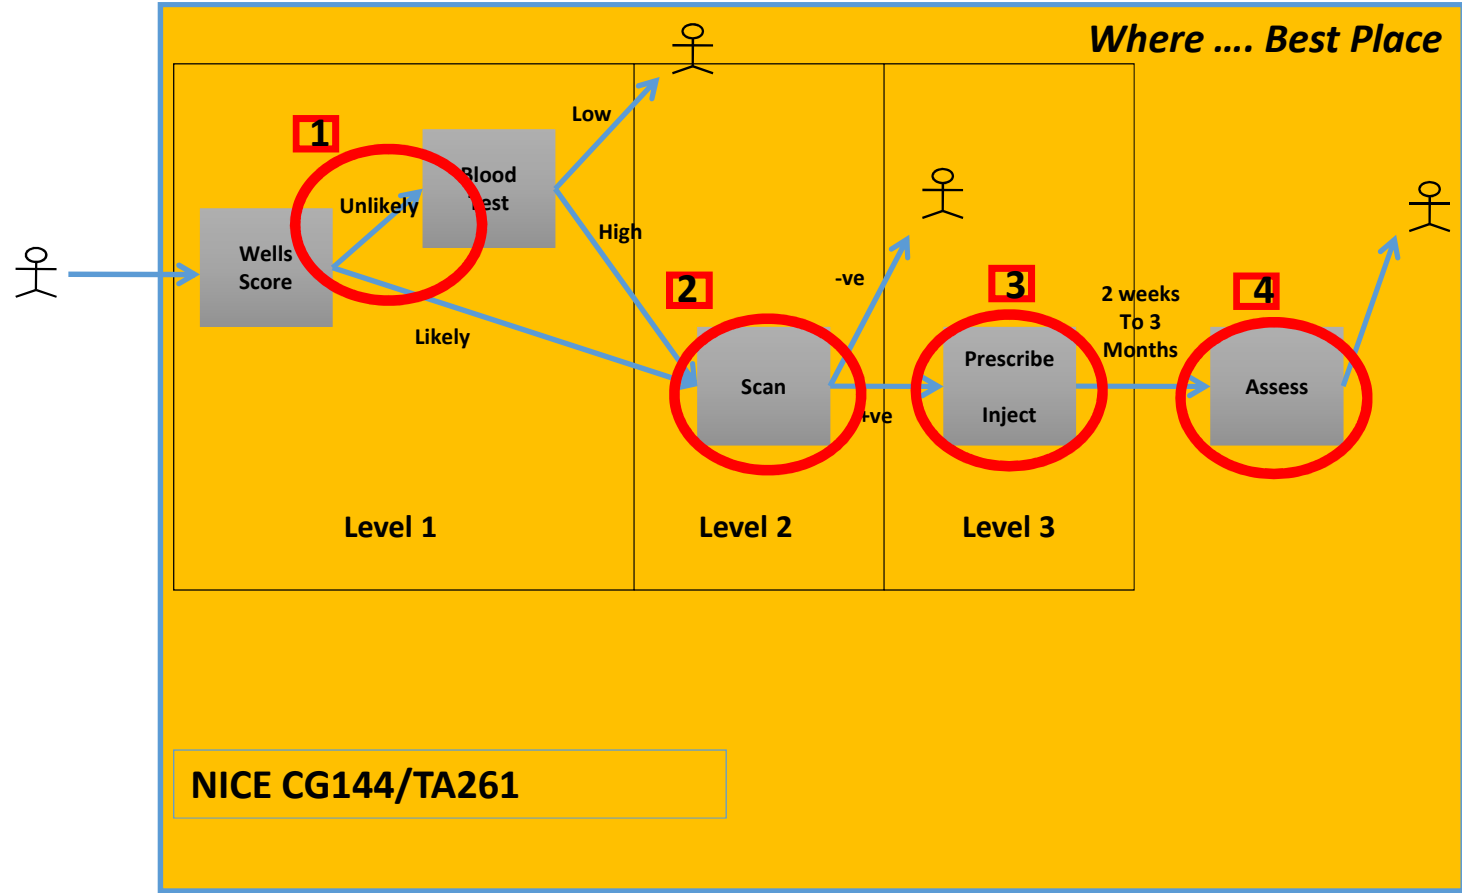 Where .... Best Place
1
Low
Blood
Test
Unlikely
High
Wells
Score
Likely
2
-ve
3
2 weeks
To 3
Months
4
Scan
+ve
Prescribe
Inject
Assess
Level 1
Level 2
Level 3
NICE CG144/TA261